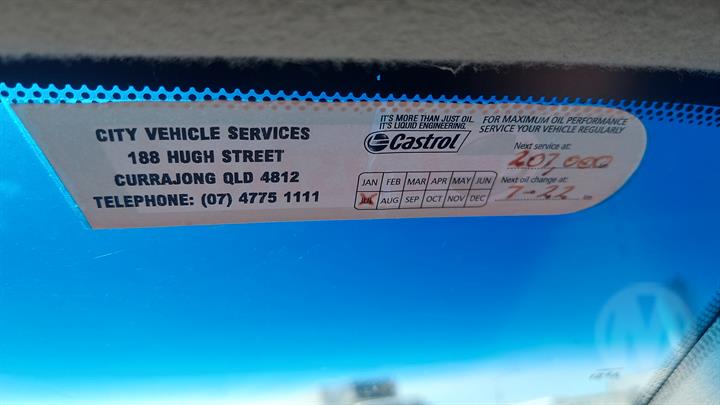 CITY VEHICLE SERVICES
188 HUGH STREET
CURRAJONG QLD 4812
TELEPHONE: (07) 4775 1111
IT'S MORE THAN JUST OIL.
IT'S LIQUID ENGINEERING.
Castrol
JAN FEB MAR APR MAY JUN
AUG SEP OCT NOV DEC
FOR MAXIMUM OIL PERFORMANCE
SERVICE YOUR VEHICLE REGULARLY
Next service at:
207,000
Next oil change at:
7-22 km
M